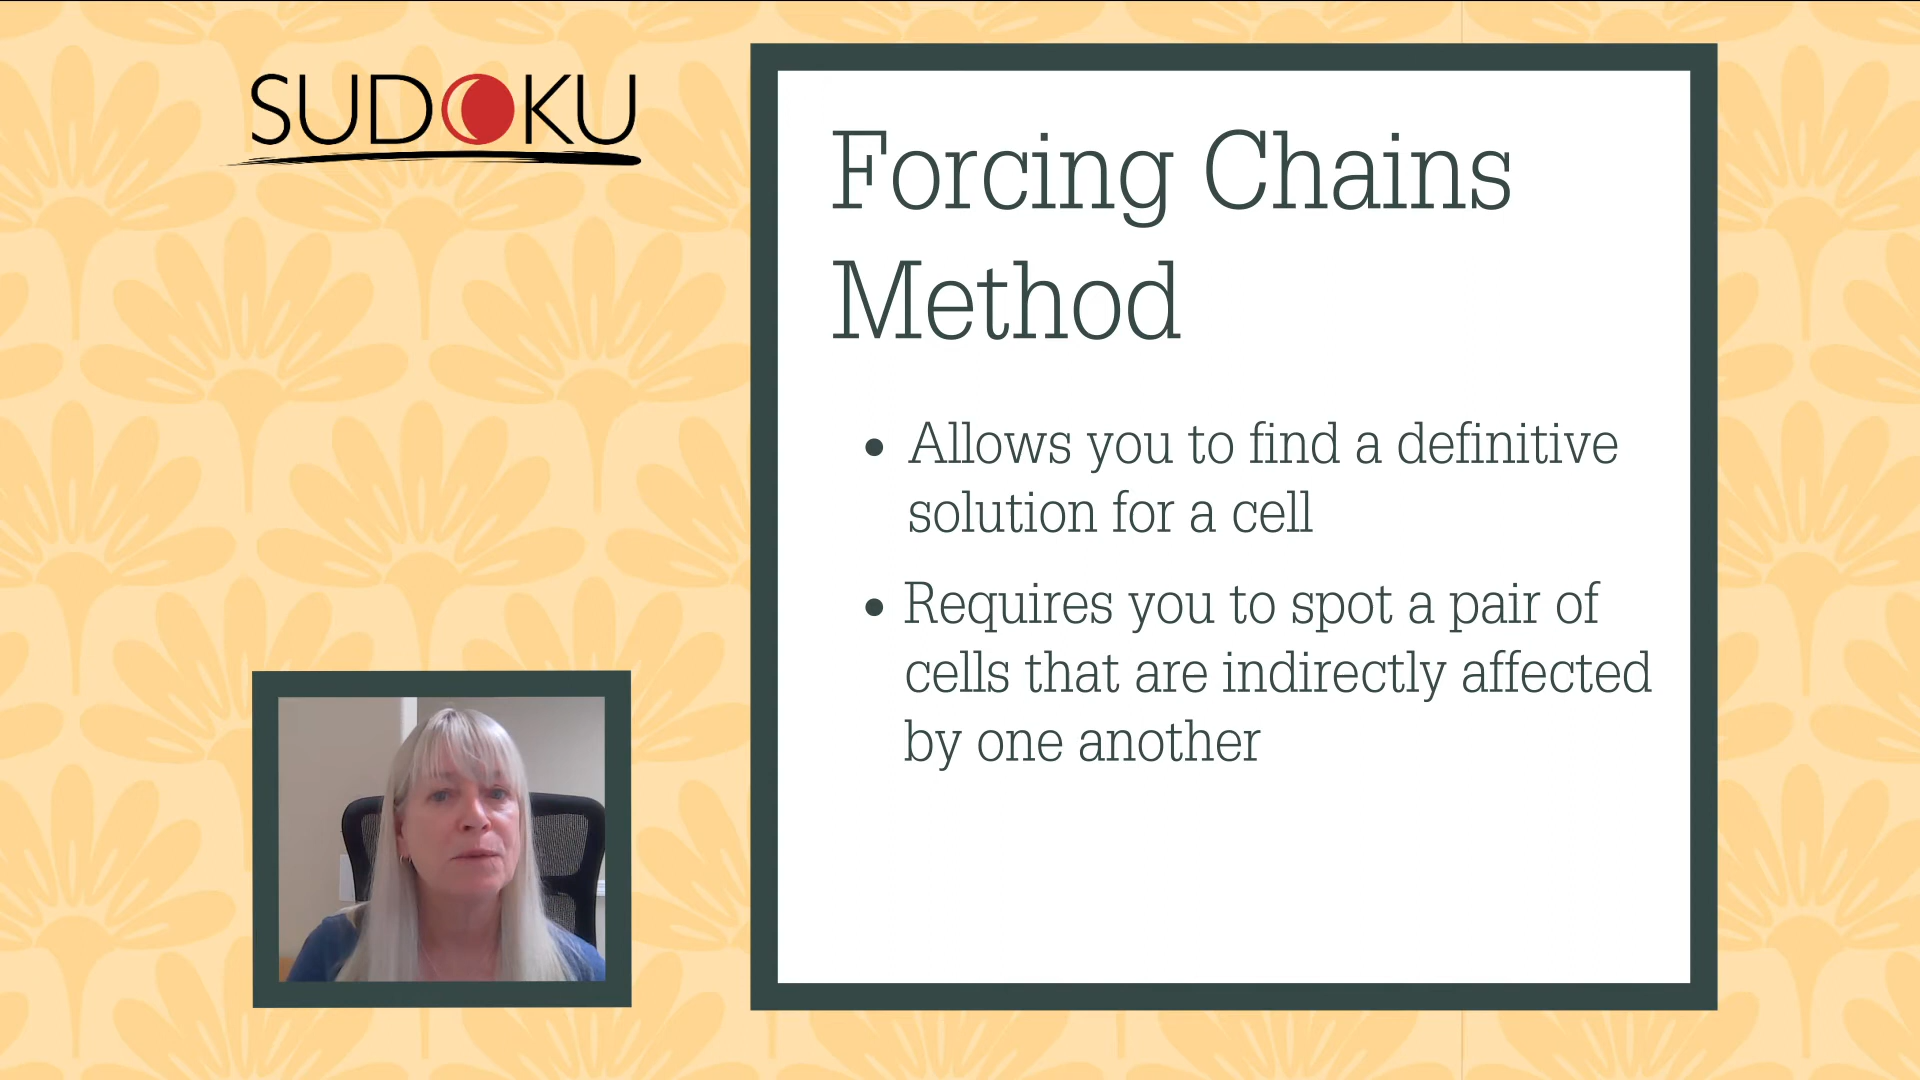 SUDOKU
Forcing Chains
Method
• Allows you to find a definitive
solution for a cell
• Requires you to spot a pair of
cells that are indirectly affected
by one another